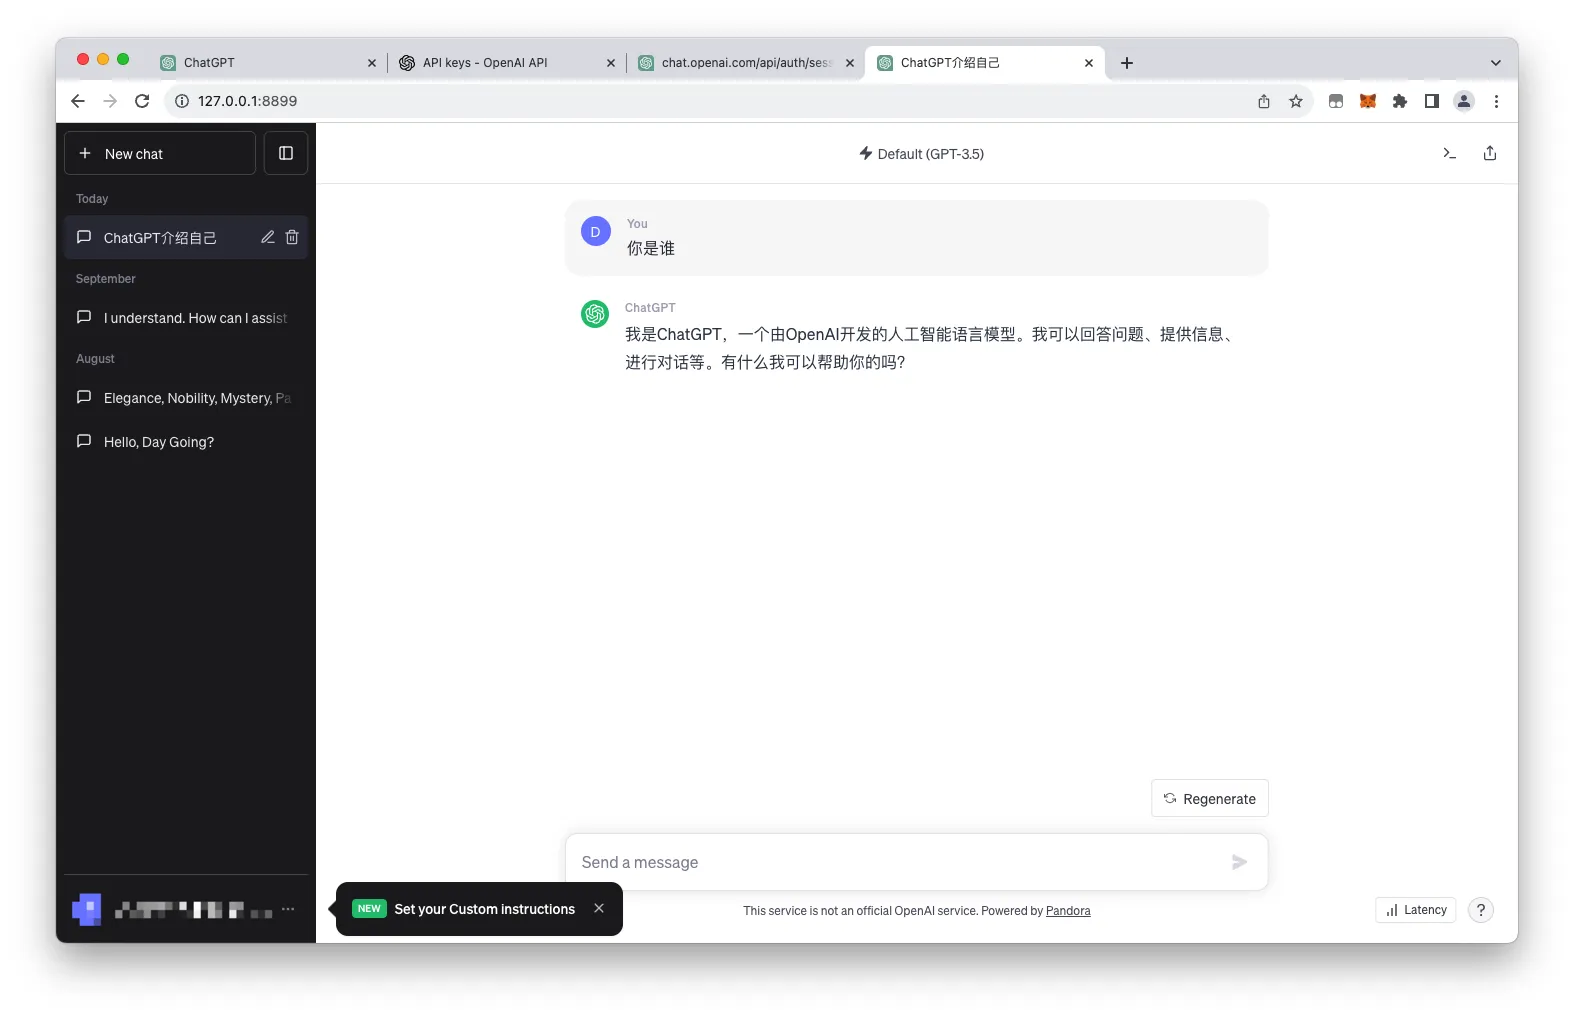 ChatGPT
API keys - OpenAI API
chat.openai.com/api/auth/sess
ChatGPT介绍自己
127.0.0.1:8899
New chat
Default (GPT-3.5)
Today
ChatGPT介绍自己
September
I understand. How can I assist
August
Elegance, Nobility, Mystery, Pa
Hello, Day Going?
D
You
你是谁
ChatGPT
我是ChatGPT，一个由OpenAI开发的人工智能语言模型。我可以回答问题、提供信息、
进行对话等。有什么我可以帮助你的吗？
Regenerate
Send a message
NEW Set your Custom instructions
This service is not an official OpenAI service. Powered by Pandora
Latency
?